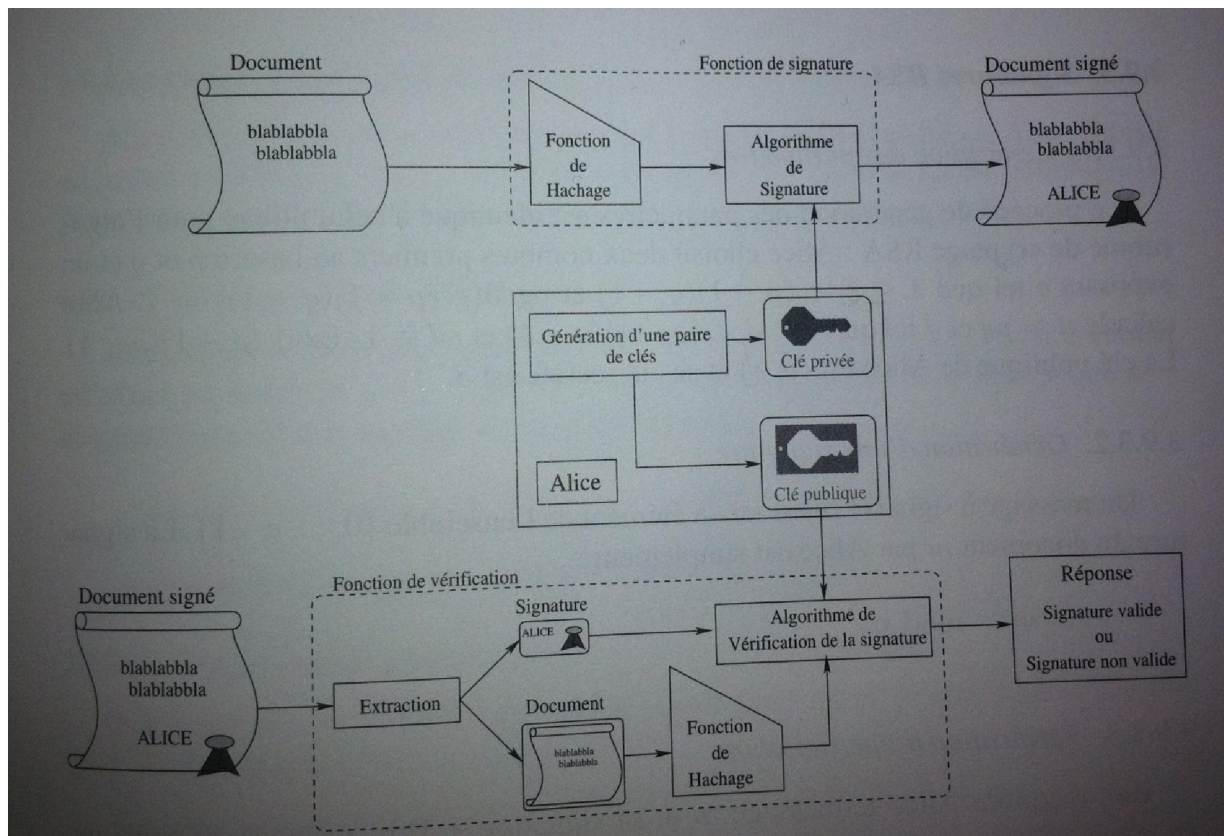 Document
blablabbla
blablabbla
Fonction de signature
Fonction
de
Hachage
Algorithme
de
Signature
Document signé
blablabbla
blablabbla
ALICE
Génération d'une paire
de clés
Clé privée
Clé publique
Alice
Fonction de vérification
Document signé
blablabbla
blablabbla
ALICE
Extraction
Signature
ALICE
Document
blablabbla
blablabbla
Fonction
de
Hachage
Algorithme de
Vérification de la signature
Réponse
Signature valide
ou
Signature non valide